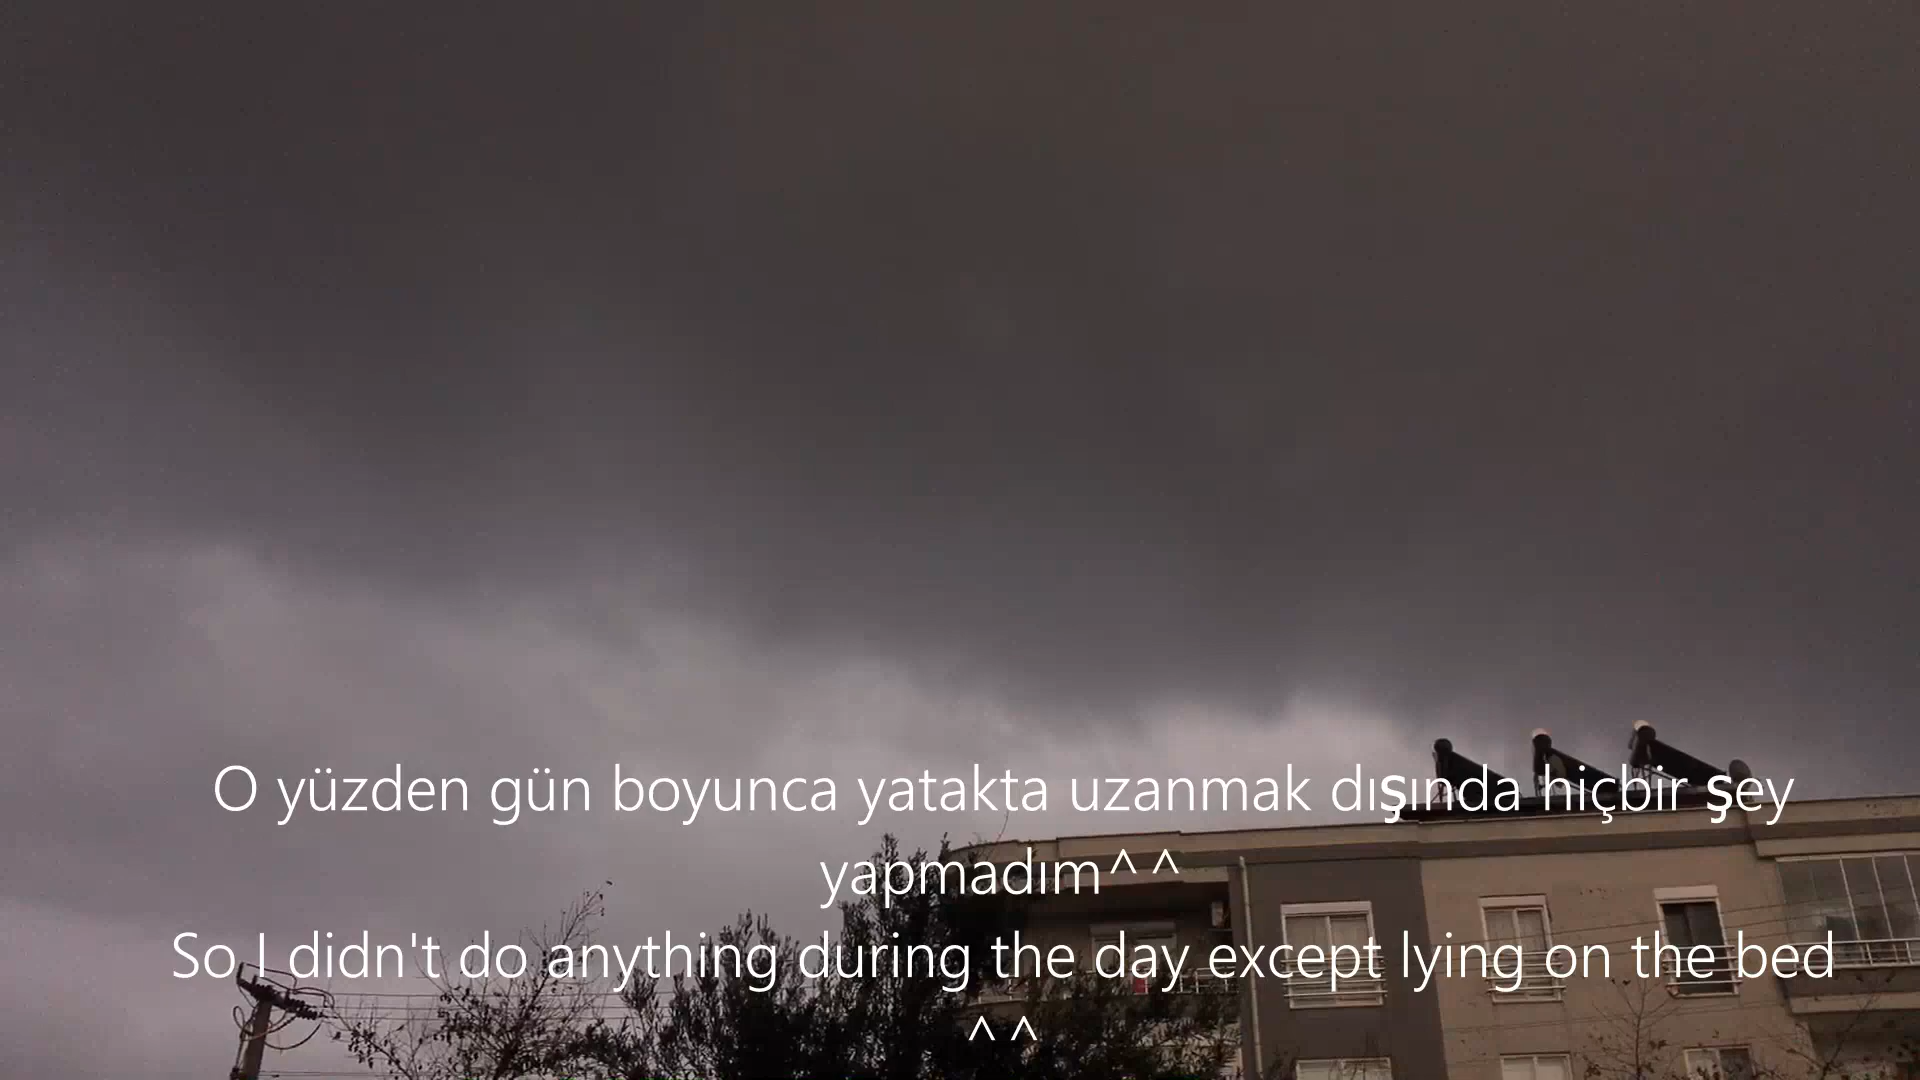 O yüzden gün boyunca yatakta uzanmak dışında hiçbir şey
yapmadım^^
So I didn't do anything during the day except lying on the bed
^^